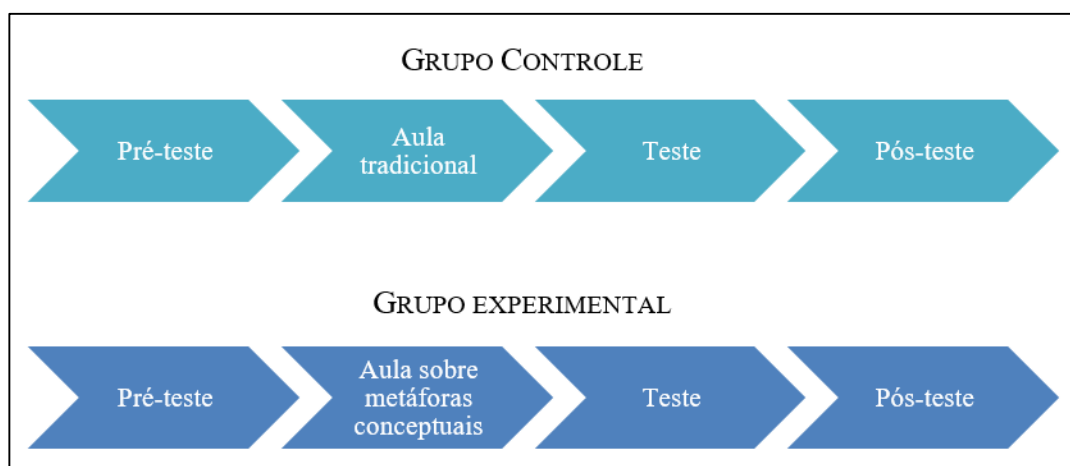 GRUPO CONTROLE
Pré-teste
Aula
tradicional
Teste
Pós-teste
GRUPO EXPERIMENTAL
Pré-teste
Aula sobre
metáforas
conceptuais
Teste
Pós-teste